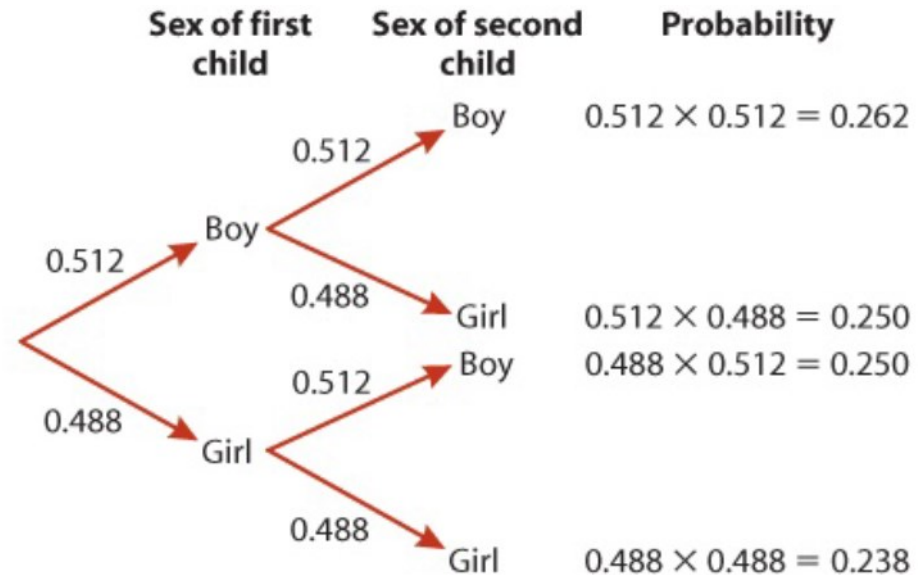 Sex of first child
Sex of second child
Probability
Boy
0.512 × 0.512 = 0.262
0.512
Boy
0.512
0.488
Girl
0.512 × 0.488 = 0.250
Boy
0.488 × 0.512 = 0.250
0.512
0.488
Girl
0.488
Girl
0.488 × 0.488 = 0.238